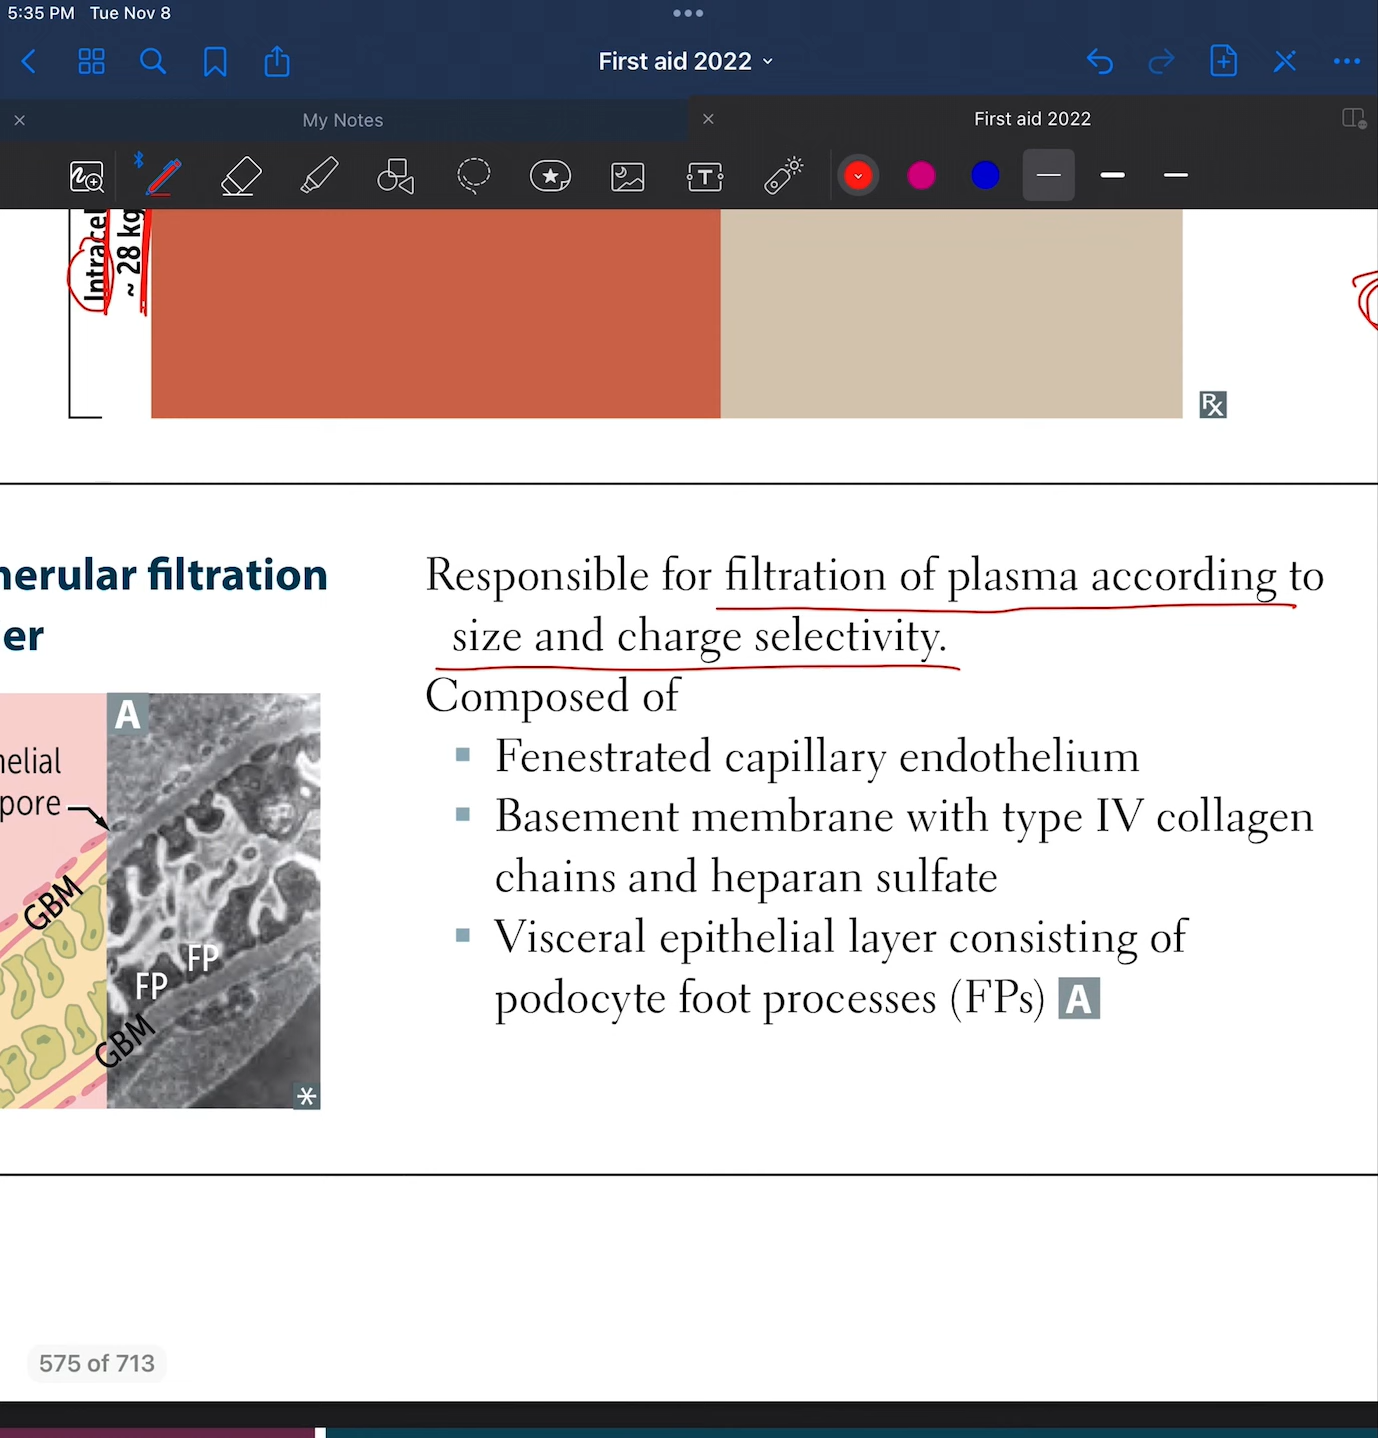 5:35 PM Tue Nov 8
First aid 2022
My Notes
First aid 2022
T
Intracel
~ 28 kg
Rx
nerular filtration
er
Responsible for filtration of plasma according to
size and charge selectivity.
Composed of
Fenestrated capillary endothelium
Basement membrane with type IV collagen
chains and heparan sulfate
Visceral epithelial layer consisting of
podocyte foot processes (FPs) A
A
helial
pore
GBM
FP
FP
GBM
575 of 713